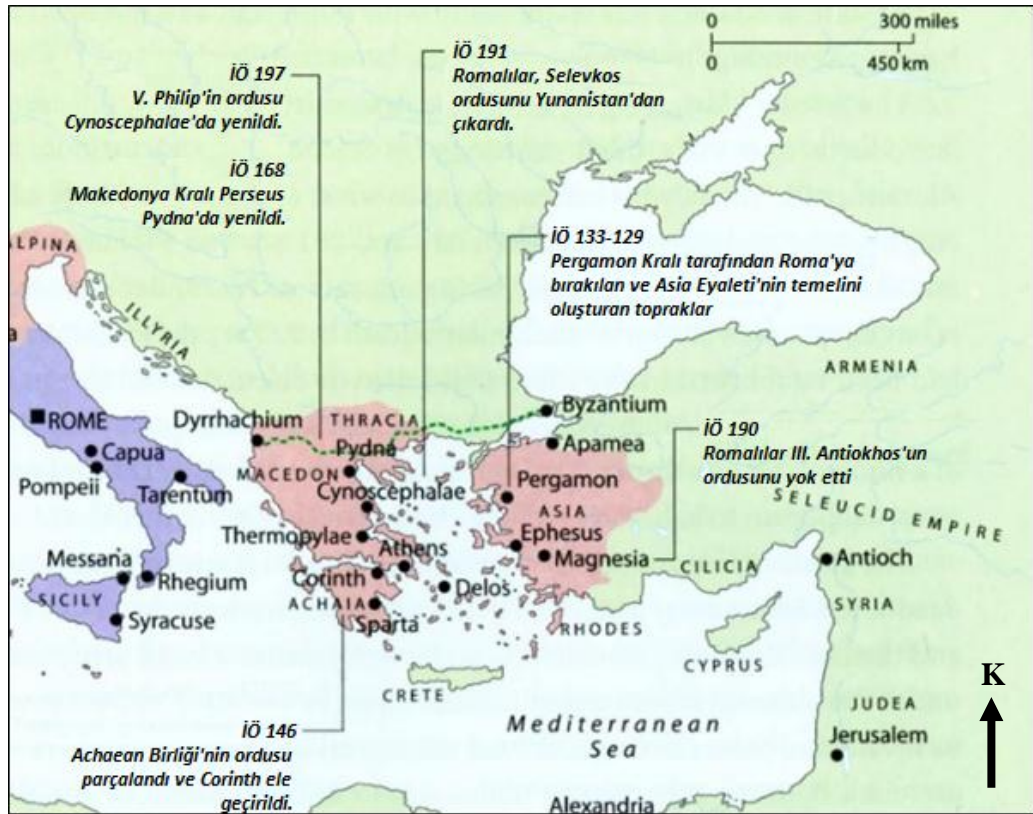 0 300 miles
450 km
İÖ 191
Romalılar, Selevkos
ordusunu Yunanistan'dan
çıkardı.
İÖ 197
V. Philip'in ordusu
Cynoscephalae'da yenildi.
İÖ 168
Makedonya Kralı Perseus
Pydna'da yenildi.
İÖ 133-129
Pergamon Kralı tarafından Roma'ya
bırakılan ve Asia Eyaleti'nin temelini
oluşturan topraklar
ALPINA
ILLYRIA
a
ARMENIA
ROME
Dyrrhachium
THRACIA
Byzantium
Capua
Pydna
Apamea
İÖ 190
Romalılar III. Antiokhos'un
ordusunu yok etti
MACEDON
Pompeii
Tarentum
Cynoscephalae
Pergamon
ASIA
SELEUCID EMPIRE
Thermopylae
Athens
Ephesus
Messana
Rhegium
Corinth
Delos
Magnesia
CILICIA
Antioch
SICILY
ACHAIA
Syracuse
Sparta
RHODES
SYRIA
CYPRUS
CRETE
K
Mediterranean
Sea
JUDEA
Jerusalem
İÖ 146
Achaean Birliği'nin ordusu
parçalandı ve Corinth ele
geçirildi.
Alexandria